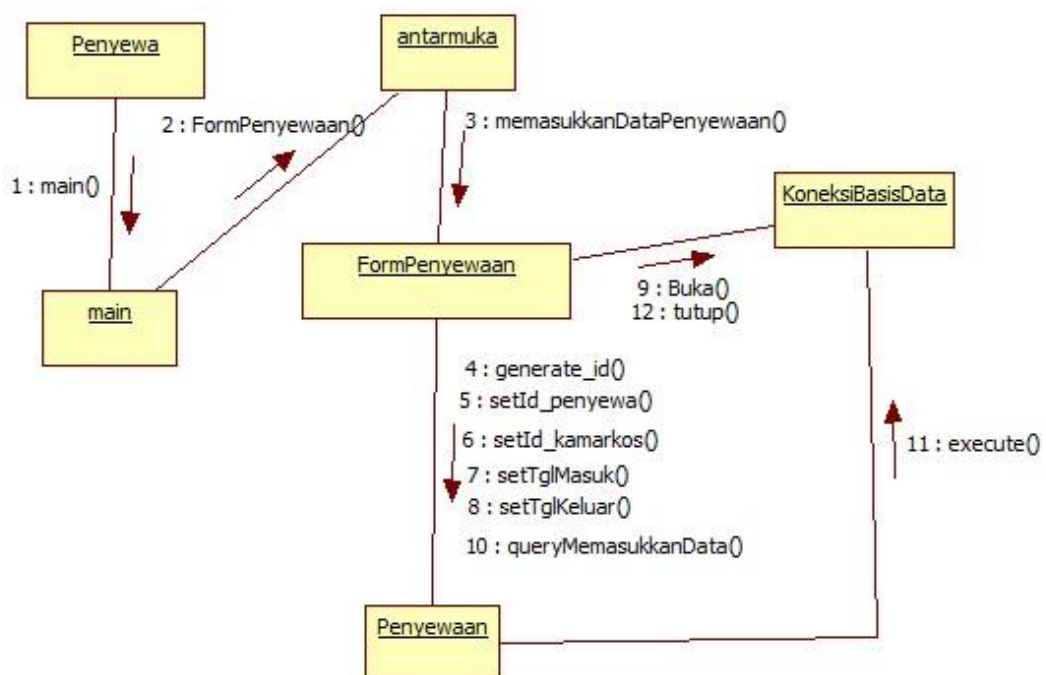 Penyewa
antarmuka
2 : FormPenyewaan()
3 : memasukkanDataPenyewaan()
1 : main()
KoneksiBasisData
FormPenyewaan
main
9 : Buka()
12 : tutup()
4 : generate_id()
5 : setId_penyewa()
6 : setId_kamarkos()
11 : execute()
7 : setTglMasuk()
8 : setTglKeluar()
10 : queryMemasukkanData()
Penyewaan